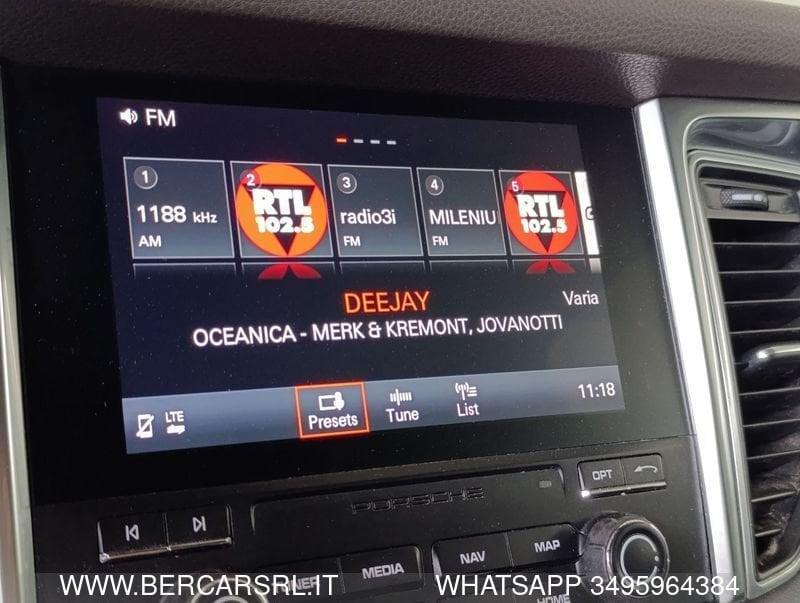 FM
1
1188 kHz
AM
2
RTL
102.5
3
radio3i
FM
4
MILENIU
FM
5
RTL
102.5
DEEJAY
Varia
OCEANICA - MERK & KREMONT, JOVANOTTI
LTE
Presets
Tune
List
11:18
OPT
PORSCHE
NAV
MAP
MEDIA
HOME
WWW.BERCARSRL.IT
WHATSAPP 3495964384